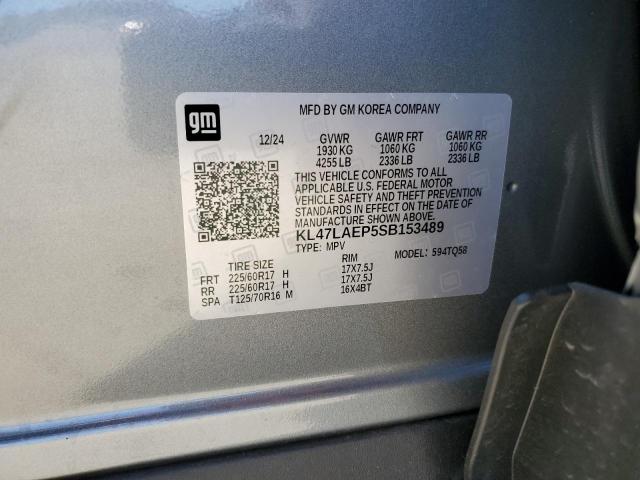 MFD BY GM KOREA COMPANY
gm
12/24 GVWR GAWR FRT GAWR RR
1930 KG 1060 KG 1060 KG
4255 LB 2336 LB 2336 LB
THIS VEHICLE CONFORMS TO ALL
APPLICABLE U.S. FEDERAL MOTOR
VEHICLE SAFETY AND THEFT PREVENTION
STANDARDS IN EFFECT ON THE DATE OF
MANUFACTURE SHOWN ABOVE.
KL47LAEP5SB153489
TYPE: MPV MODEL: 594TQ58
TIRE SIZE RIM
FRT 225/60R17 H 17X7.5J
RR 225/60R17 H 17X7.5J
SPA T125/70R16 M 16X4BT